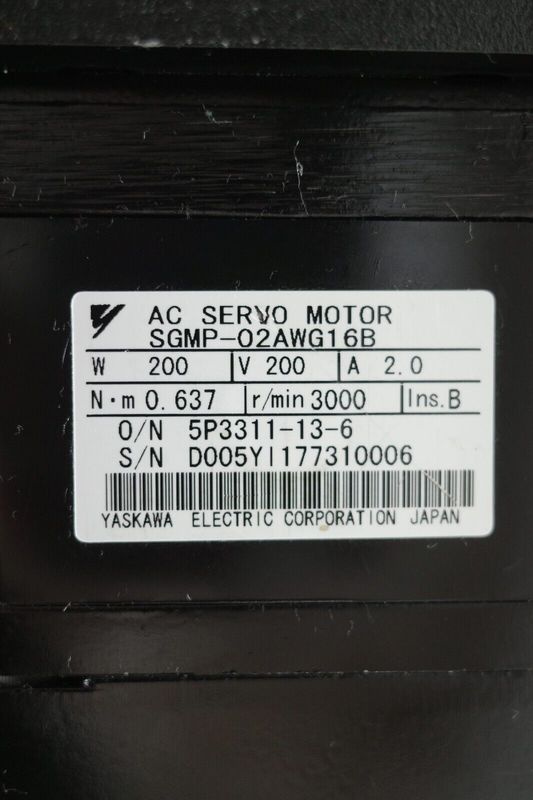 AC SERVO MOTOR
SGMP-02AWG16B
W 200 V 200 A 2.0
N・m 0.637 r/min 3000 Ins.B
O/N 5P3311-13-6
S/N D005YI177310006
YASKAWA ELECTRIC CORPORATION JAPAN